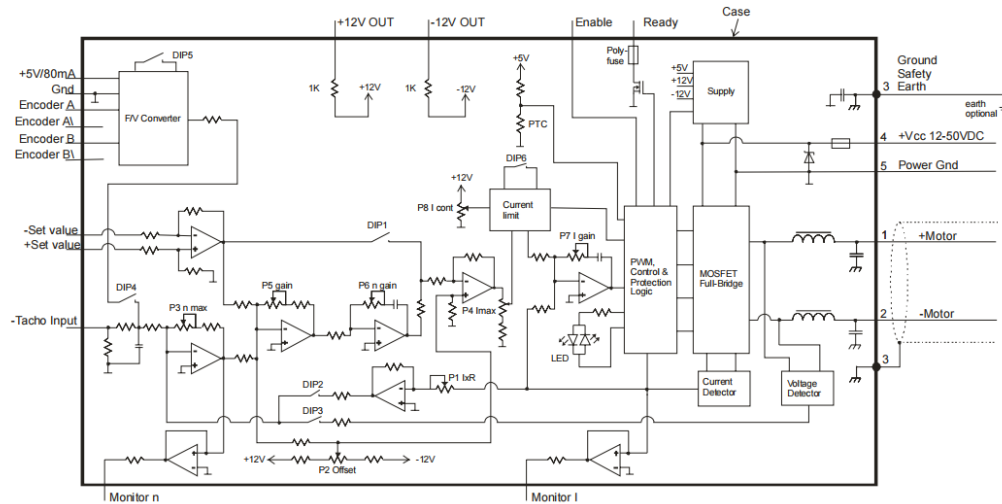 +12V OUT
-12V OUT
Enable
Ready
Case
DIP5
+5V/80mA
Gnd
Encoder A
Encoder A\
Encoder B
Encoder B\
F/V Converter
1K
+12V
1K
-12V
+5V
PTC
Poly-
fuse
+5V
+12V
-12V
Supply
Ground
Safety
Earth
3
earth
optional
4
+Vcc 12-50VDC
5
Power Gnd
DIP6
+12V
P8 I cont
Current
limit
-Set value
+Set value
DIP1
P7 I gain
PWM,
Control &
Protection
Logic
MOSFET
Full-Bridge
1
+Motor
DIP4
P5 gain
P6 n gain
P4 Imax
-Tacho Input
P3 n max
LED
2
-Motor
3
DIP2
P1 IxR
DIP3
Current
Detector
Voltage
Detector
+12V
P2 Offset
-12V
Monitor n
Monitor I